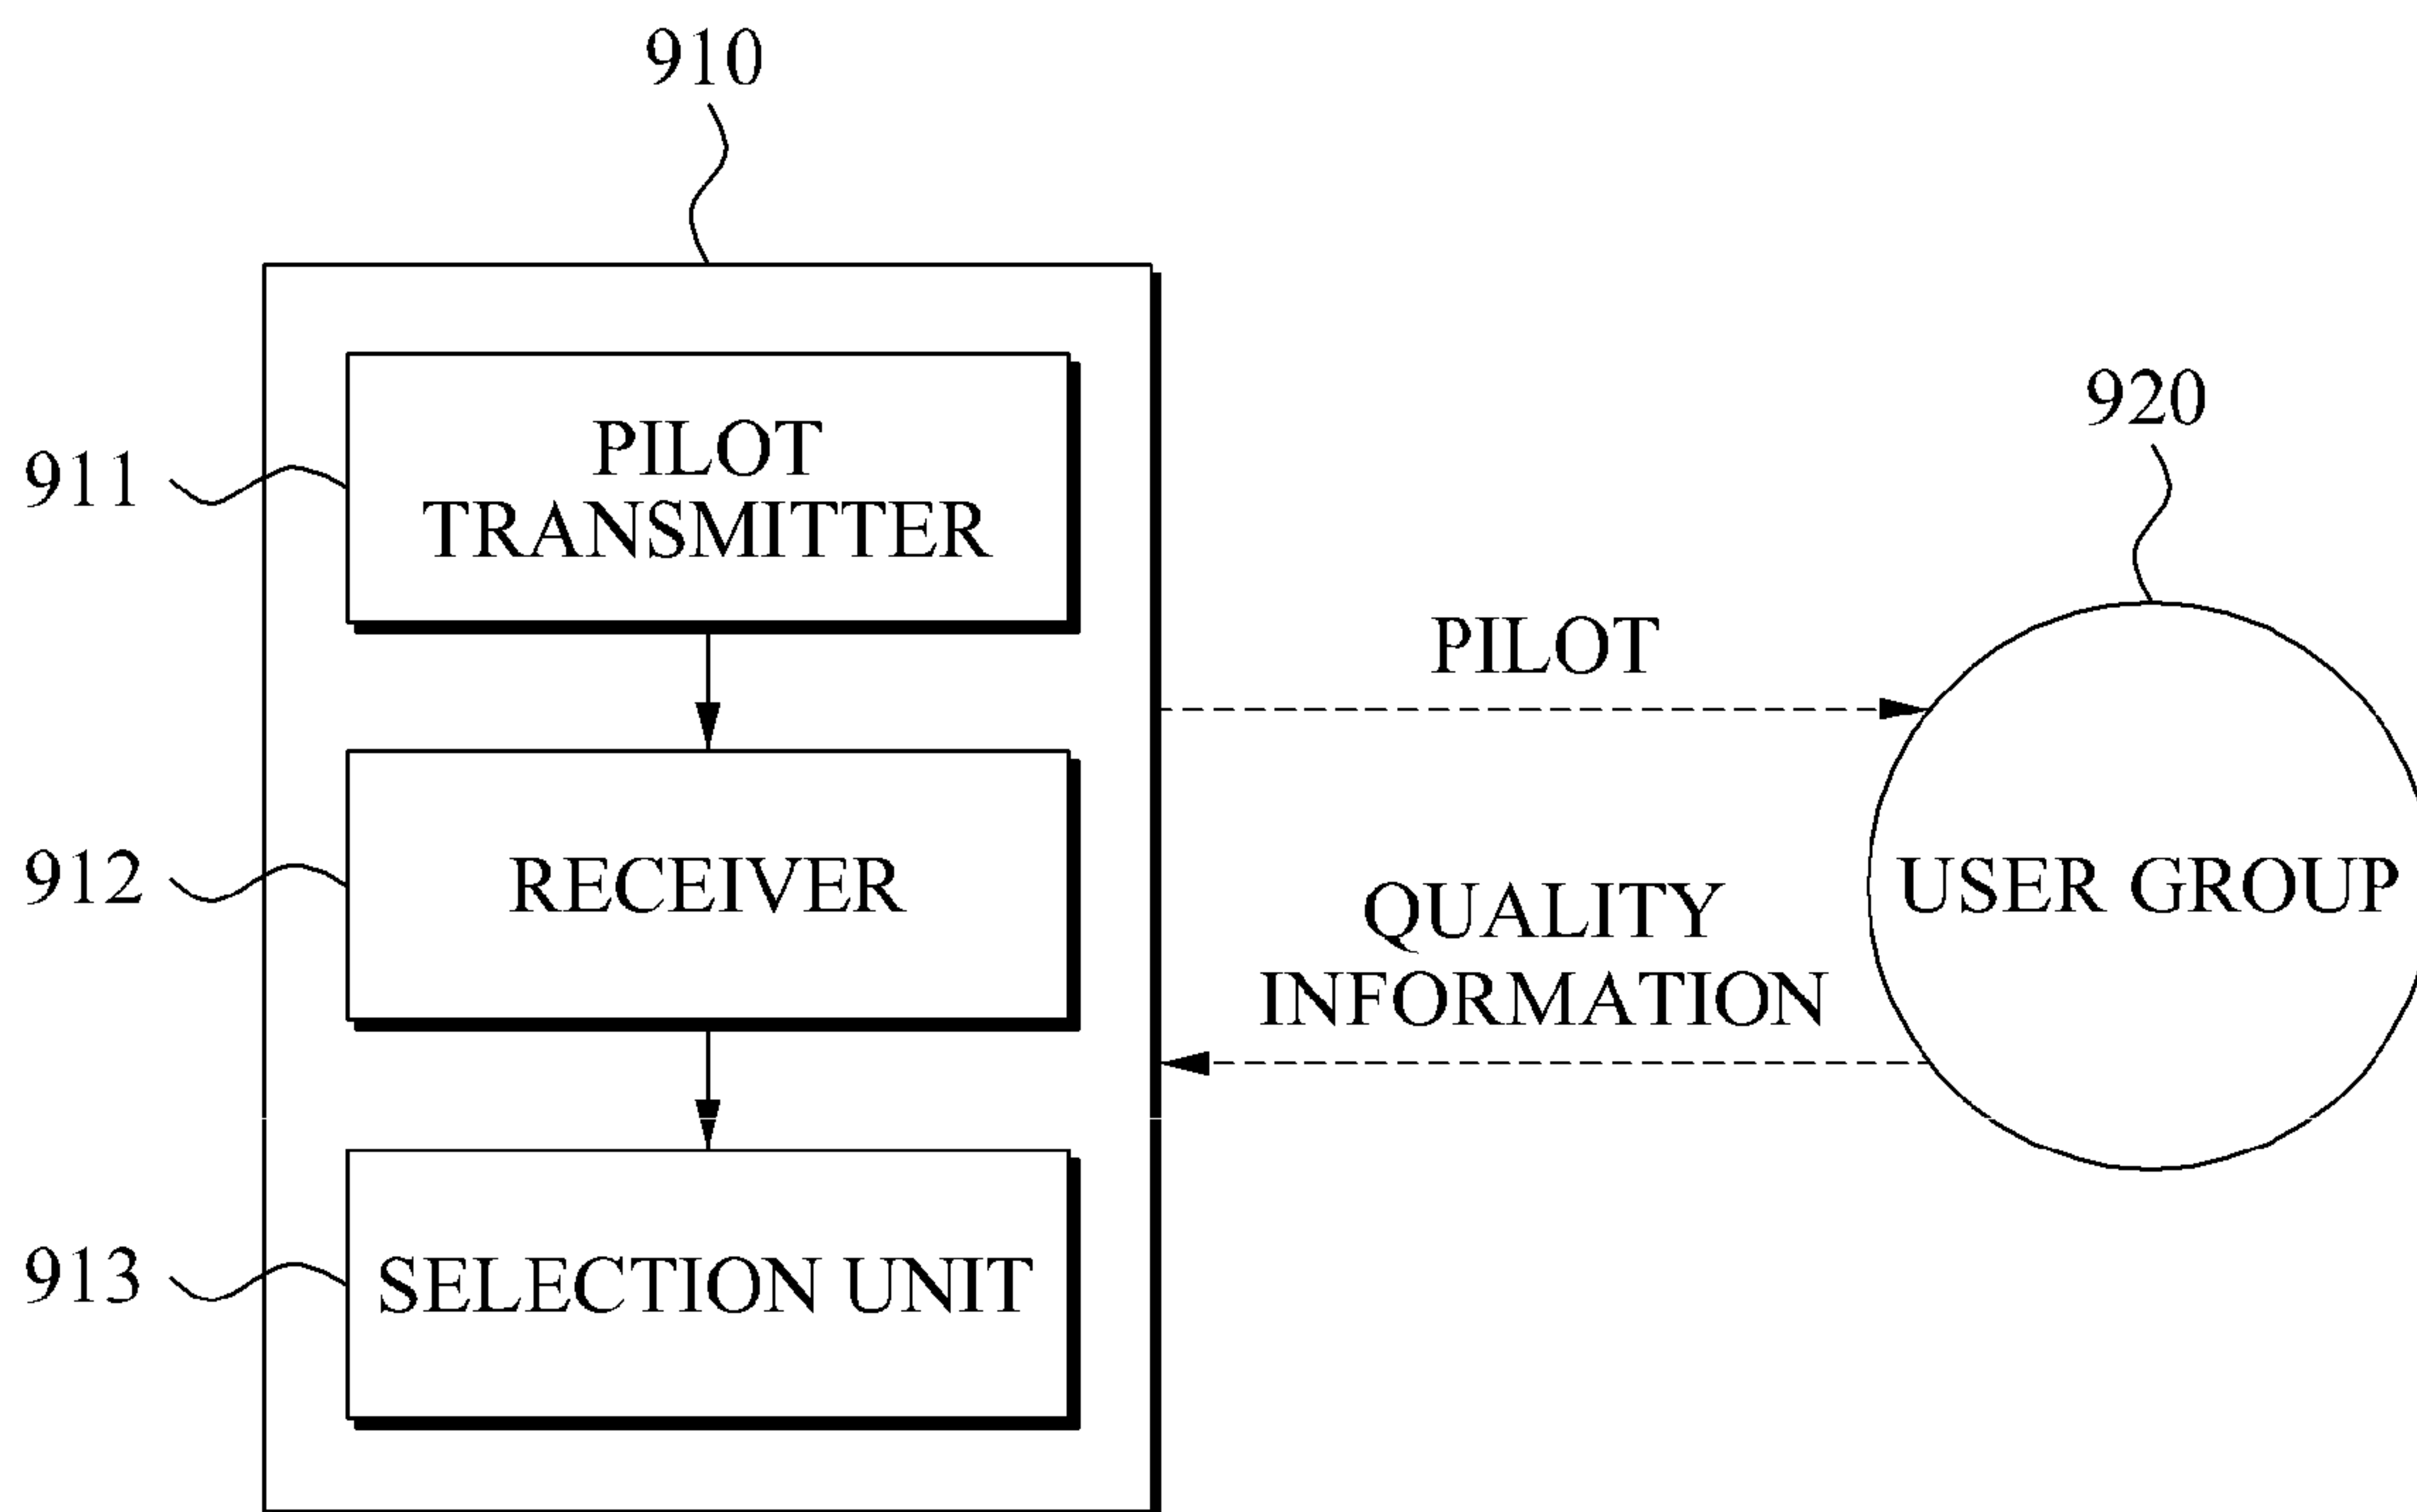 910
PILOT
TRANSMITTER
911
920
PILOT
RECEIVER
912
USER GROUP
QUALITY
INFORMATION
SELECTION UNIT
913